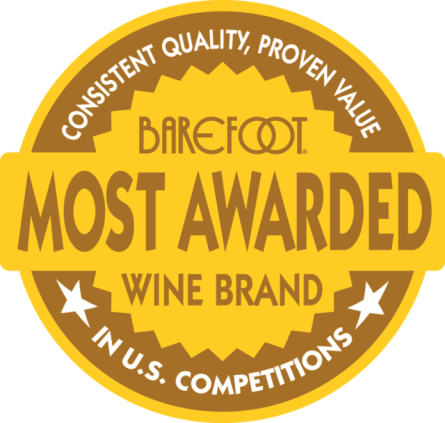 CONSISTENT QUALITY, PROVEN VALUE
BAREFOOT®
MOST AWARDED
WINE BRAND
IN U.S. COMPETITIONS